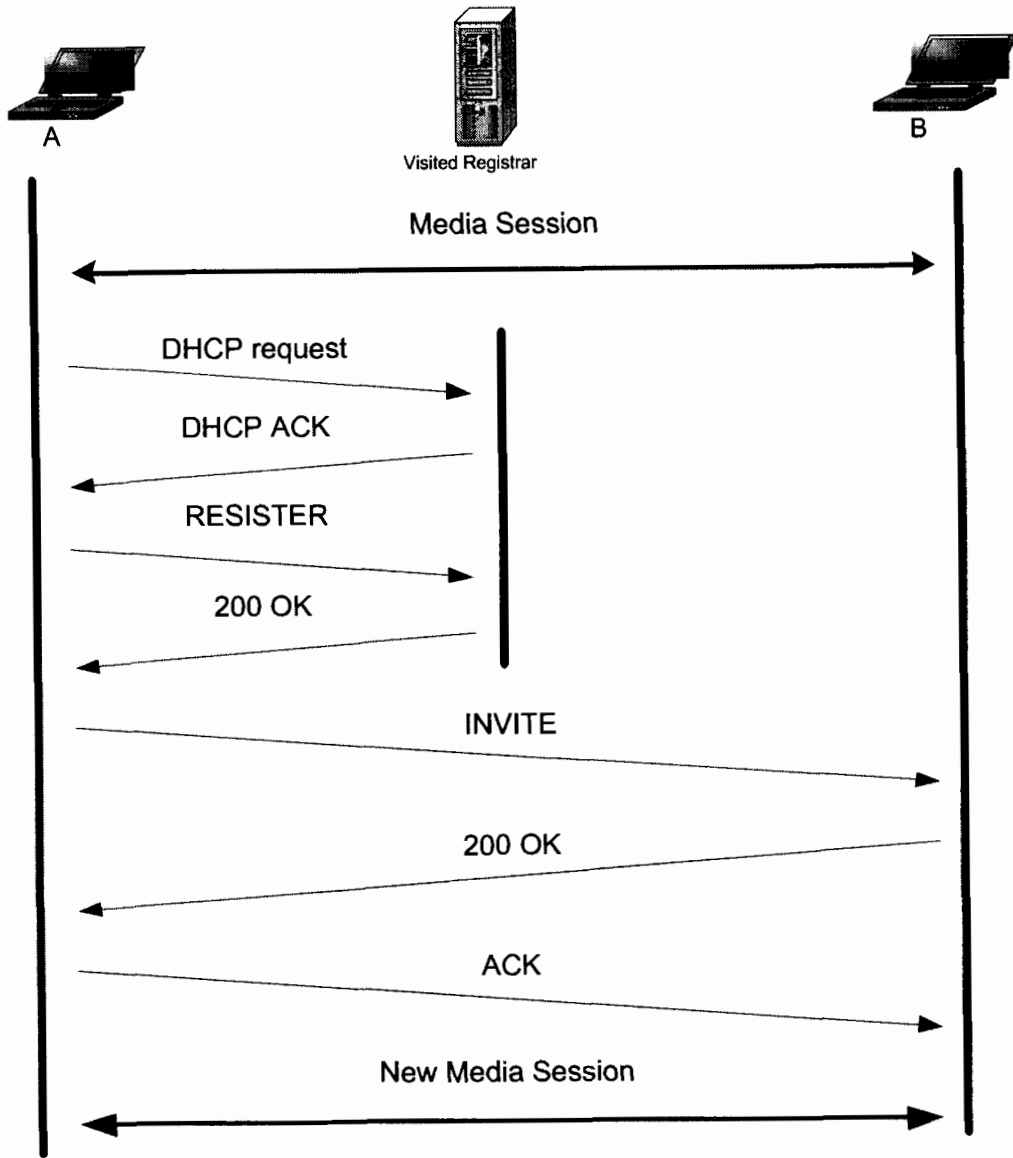 A
Visited Registrar
B
Media Session
DHCP request
DHCP ACK
RESISTER
200 OK
INVITE
200 OK
ACK
New Media Session